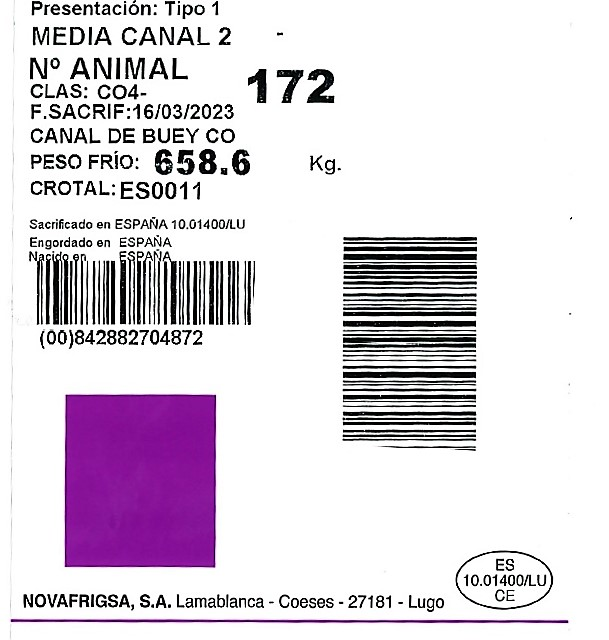 Presentación: Tipo 1
MEDIA CANAL 2 -
Nº ANIMAL 172
CLAS: CO4-
F.SACRIF:16/03/2023
CANAL DE BUEY CO
PESO FRÍO: 658.6 Kg.
CROTAL: ES0011
Sacrificado en ESPAÑA 10.01400/LU
Engordado en ESPAÑA
Nacido en ESPAÑA
(00)842882704872
ES
10.01400/LU
CE
NOVAFRIGSA, S.A. Lamablanca - Coeses - 27181 - Lugo